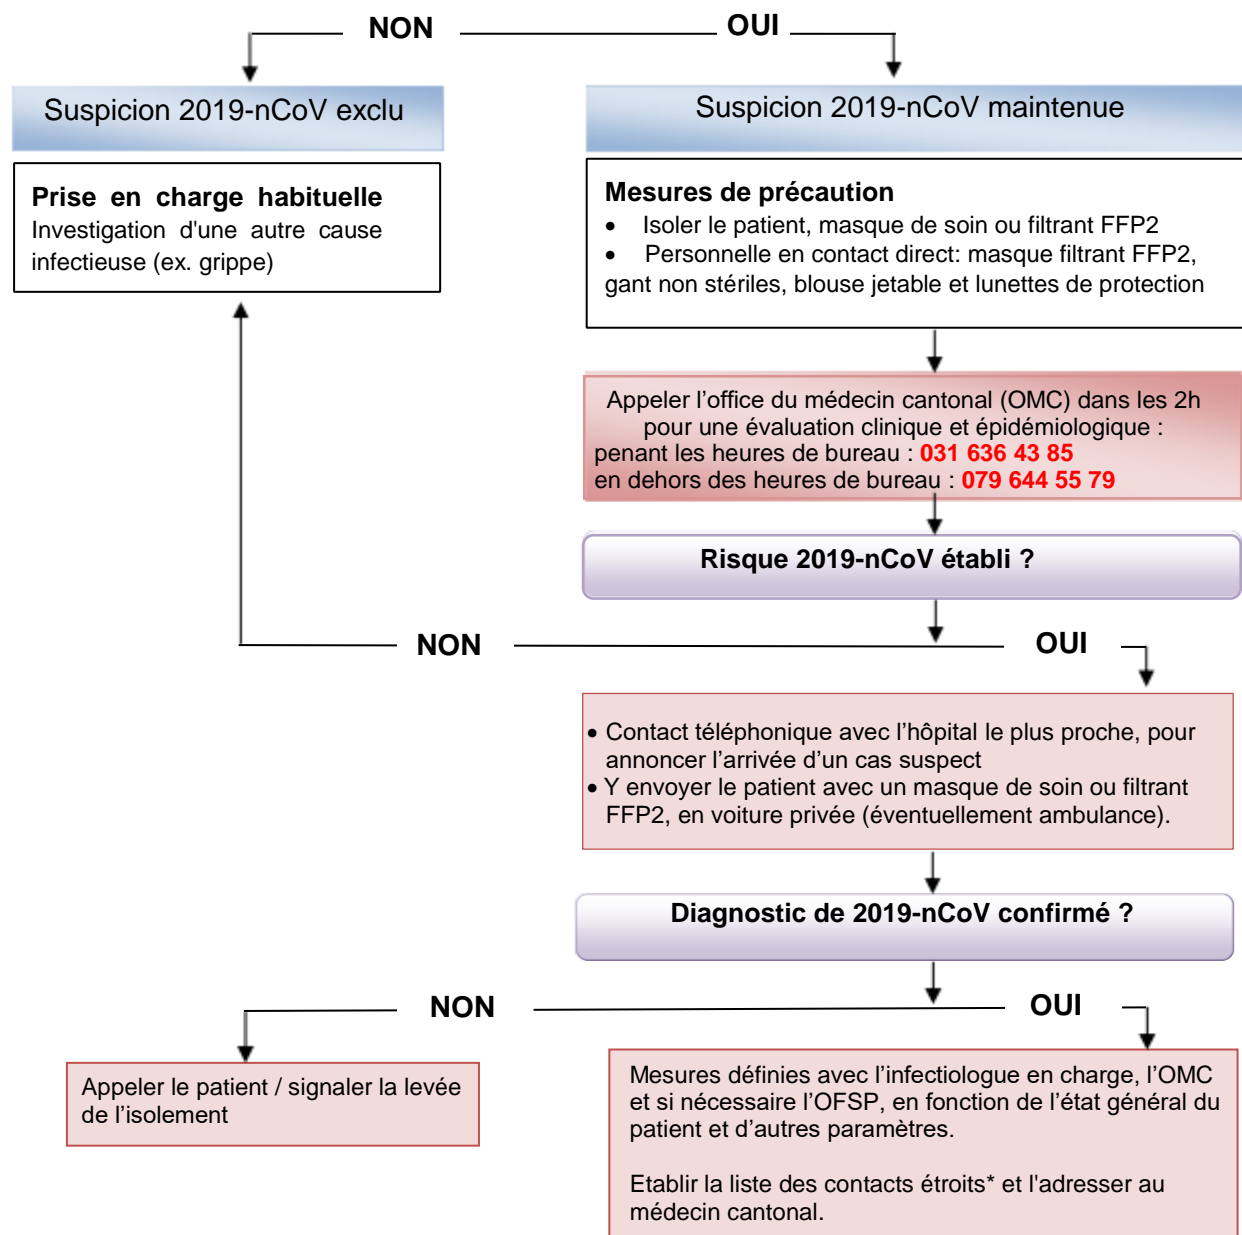 NON
OUI
Suspicion 2019-nCoV exclu
Suspicion 2019-nCoV maintenue
Prise en charge habituelle
Investigation d'une autre cause
infectieuse (ex. grippe)
Mesures de précaution
• Isoler le patient, masque de soin ou filtrant FFP2
• Personnelle en contact direct: masque filtrant FFP2,
gant non stériles, blouse jetable et lunettes de protection
Appeler l’office du médecin cantonal (OMC) dans les 2h
pour une évaluation clinique et épidémiologique :
penant les heures de bureau : 031 636 43 85
en dehors des heures de bureau : 079 644 55 79
Risque 2019-nCoV établi ?
NON
OUI
• Contact téléphonique avec l’hôpital le plus proche, pour
annoncer l’arrivée d’un cas suspect
• Y envoyer le patient avec un masque de soin ou filtrant
FFP2, en voiture privée (éventuellement ambulance).
Diagnostic de 2019-nCoV confirmé ?
NON
OUI
Appeler le patient / signaler la levée
de l’isolement
Mesures définies avec l’infectiologue en charge, l’OMC
et si nécessaire l’OFSP, en fonction de l’état général du
patient et d’autres paramètres.
Etablir la liste des contacts étroits* et l'adresser au
médecin cantonal.